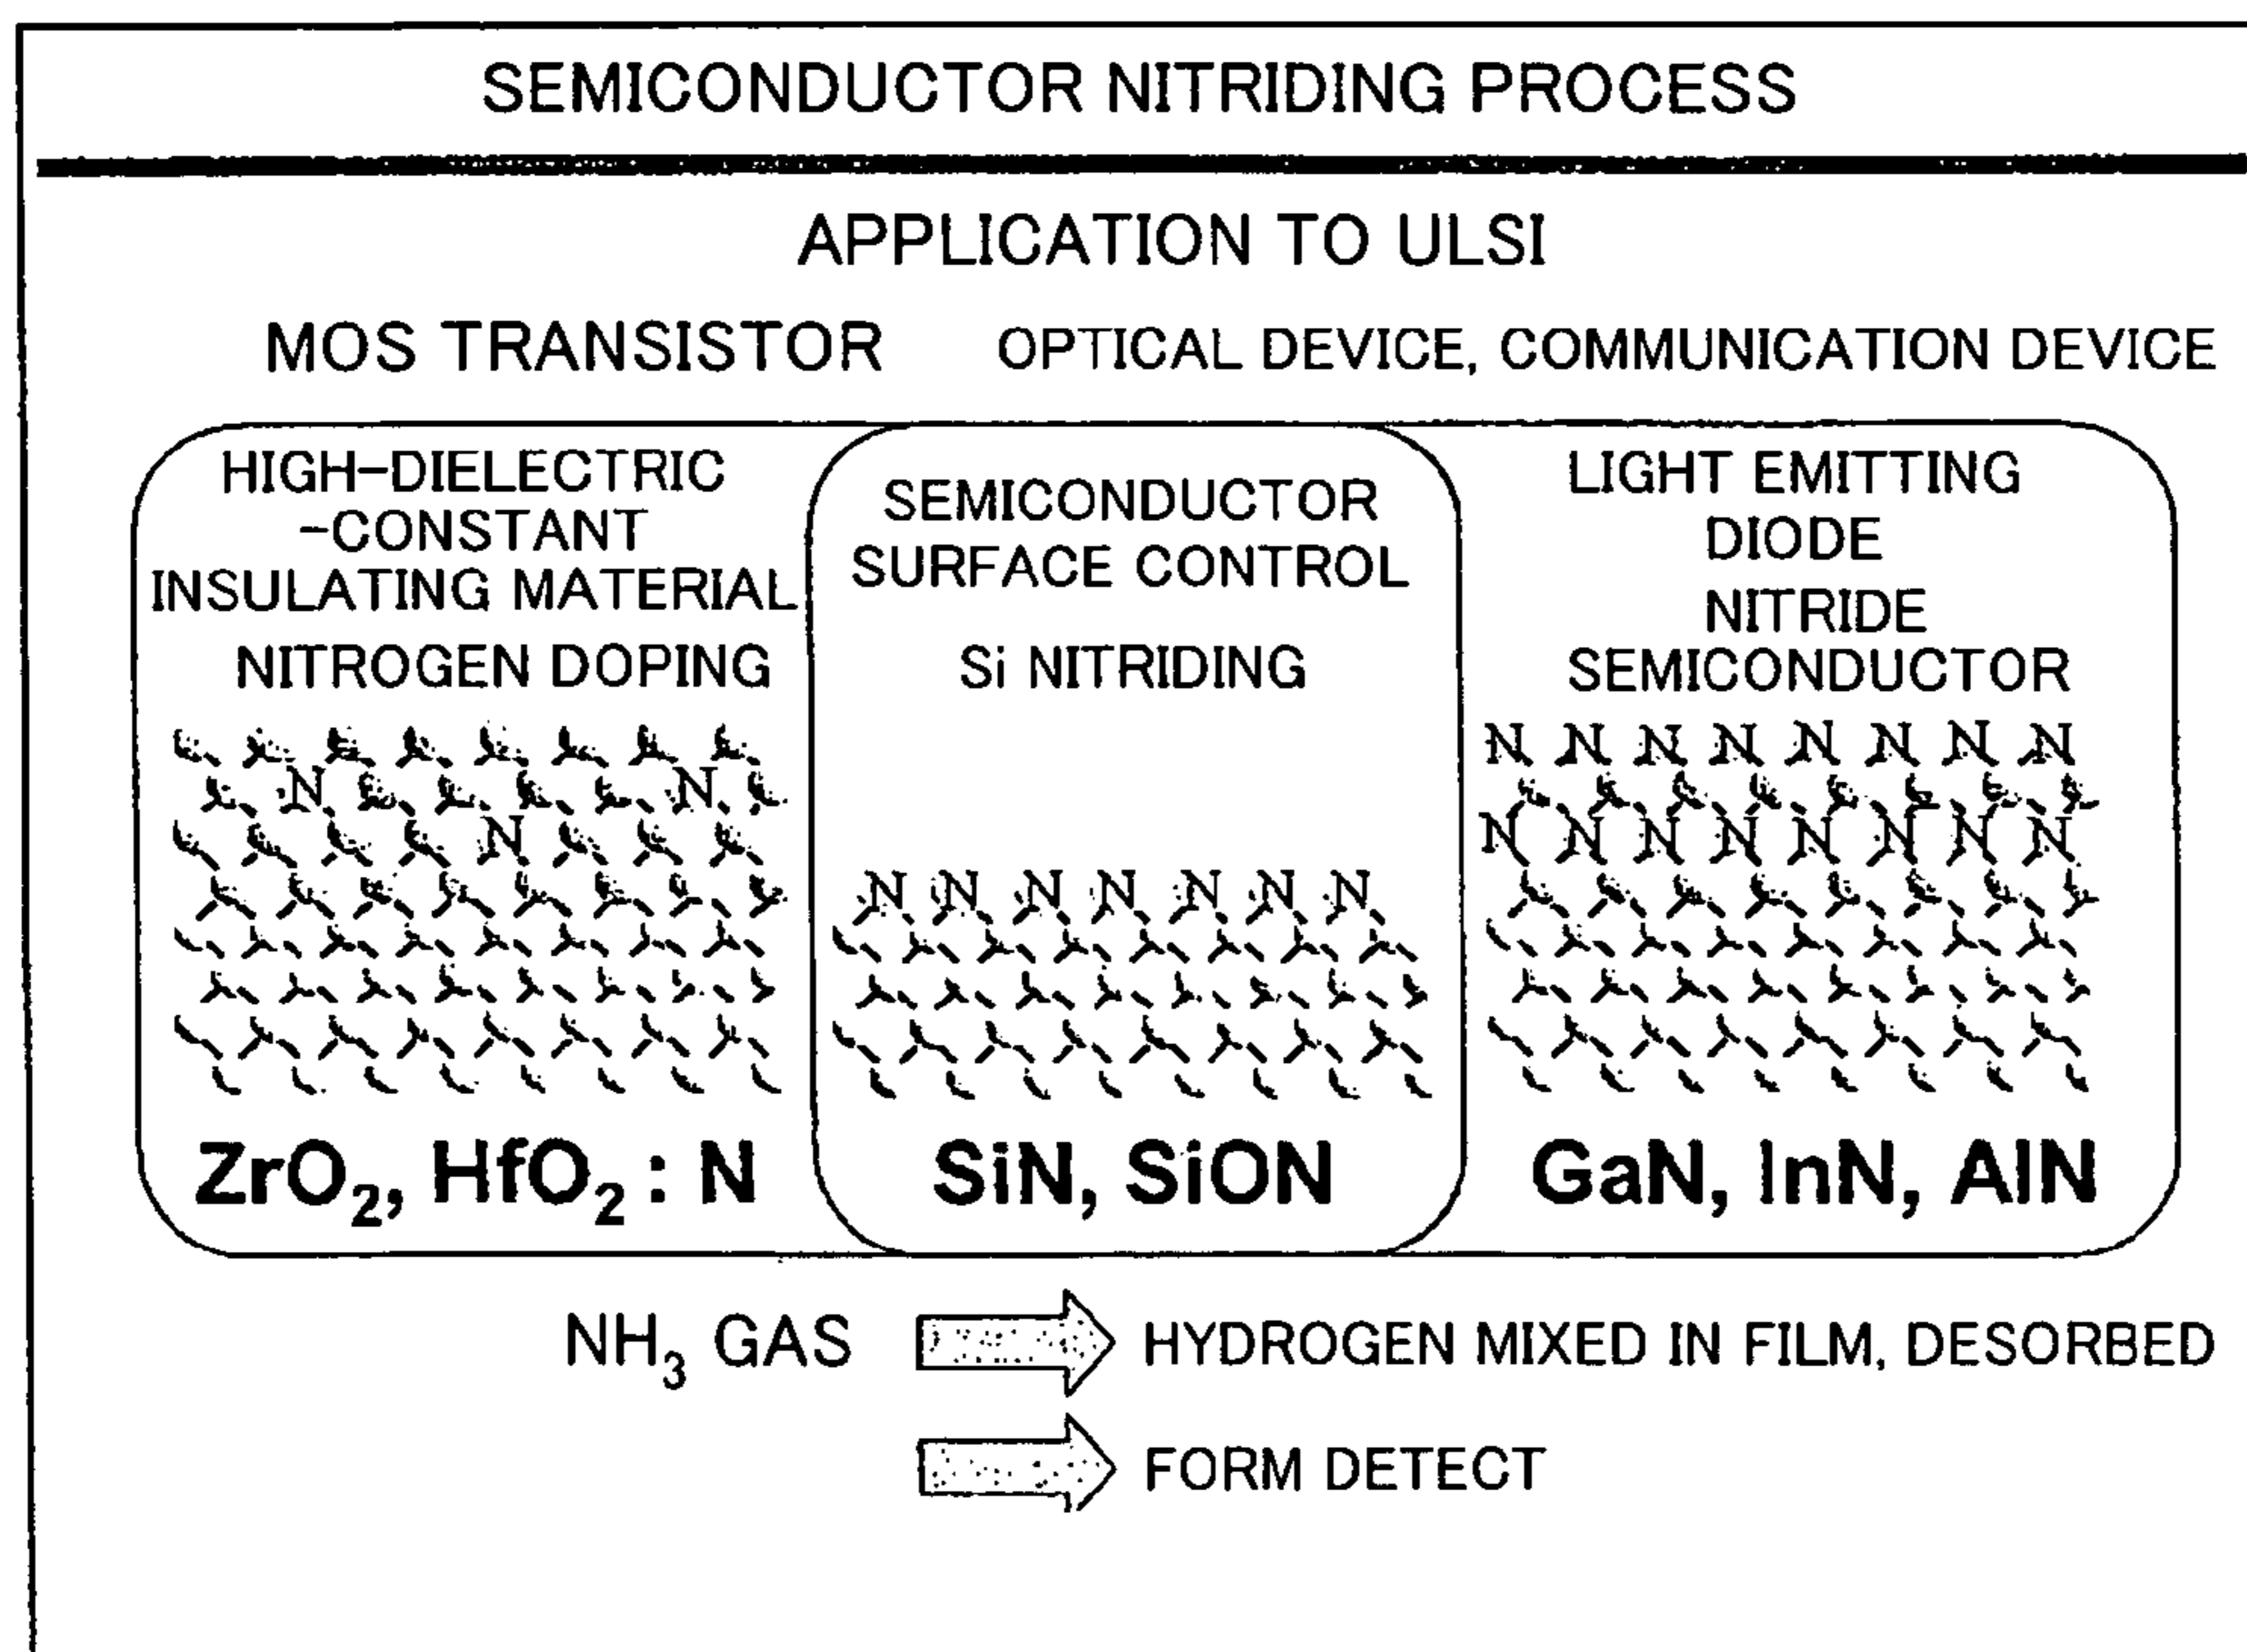 SEMICONDUCTOR NITRIDING PROCESS
APPLICATION TO ULSI
MOS TRANSISTOR OPTICAL DEVICE, COMMUNICATION DEVICE
HIGH-DIELECTRIC
-CONSTANT
INSULATING MATERIAL
NITROGEN DOPING
N N
N
ZrO₂, HfO₂ : N
SEMICONDUCTOR
SURFACE CONTROL
Si NITRIDING
N N N N N N N
SiN, SiON
LIGHT EMITTING
DIODE
NITRIDE
SEMICONDUCTOR
N N N N N N N N
N N N N N N N N
GaN, InN, AlN
NH₃ GAS HYDROGEN MIXED IN FILM, DESORBED
FORM DETECT